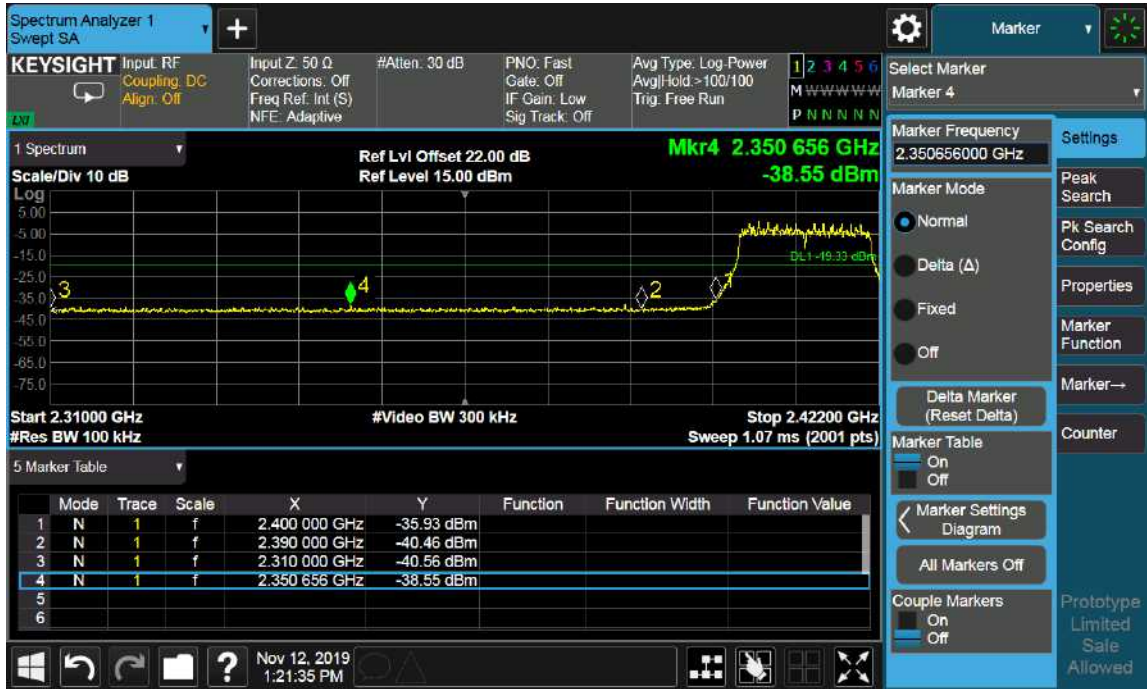 Spectrum Analyzer 1
Swept SA
+
Marker
KEYSIGHT
Input: RF
Coupling: DC
Align: Off
Input Z: 50 Ω
Corrections: Off
Freq Ref: Int (S)
NFE: Adaptive
#Atten: 30 dB
PNO: Fast
Gate: Off
IF Gain: Low
Sig Track: Off
Avg Type: Log-Power
Avg|Hold:>100/100
Trig: Free Run
1 2 3 4 5 6
M W W W W W
P N N N N N
LXI
Select Marker
Marker 4
1 Spectrum
Scale/Div 10 dB
Ref Lvl Offset 22.00 dB
Ref Level 15.00 dBm
Mkr4 2.350 656 GHz
-38.55 dBm
Log
5.00
-5.00
-15.0
-25.0
-35.0
-45.0
-55.0
-65.0
-75.0
DL1 -19.33 dBm
3
4
2
1
Start 2.31000 GHz
#Video BW 300 kHz
Stop 2.42200 GHz
#Res BW 100 kHz
Sweep 1.07 ms (2001 pts)
5 Marker Table
Mode Trace Scale X Y Function Function Width Function Value
1 N 1 f 2.400 000 GHz -35.93 dBm
2 N 1 f 2.390 000 GHz -40.46 dBm
3 N 1 f 2.310 000 GHz -40.56 dBm
4 N 1 f 2.350 656 GHz -38.55 dBm
5
6
Marker Frequency
2.350656000 GHz
Marker Mode
Normal
Delta (Δ)
Fixed
Off
Delta Marker
(Reset Delta)
Marker Table
On
Off
Marker Settings
Diagram
All Markers Off
Couple Markers
On
Off
Settings
Peak
Search
Pk Search
Config
Properties
Marker
Function
Marker→
Counter
Prototype
Limited
Sale
Allowed
?
Nov 12, 2019
1:21:35 PM